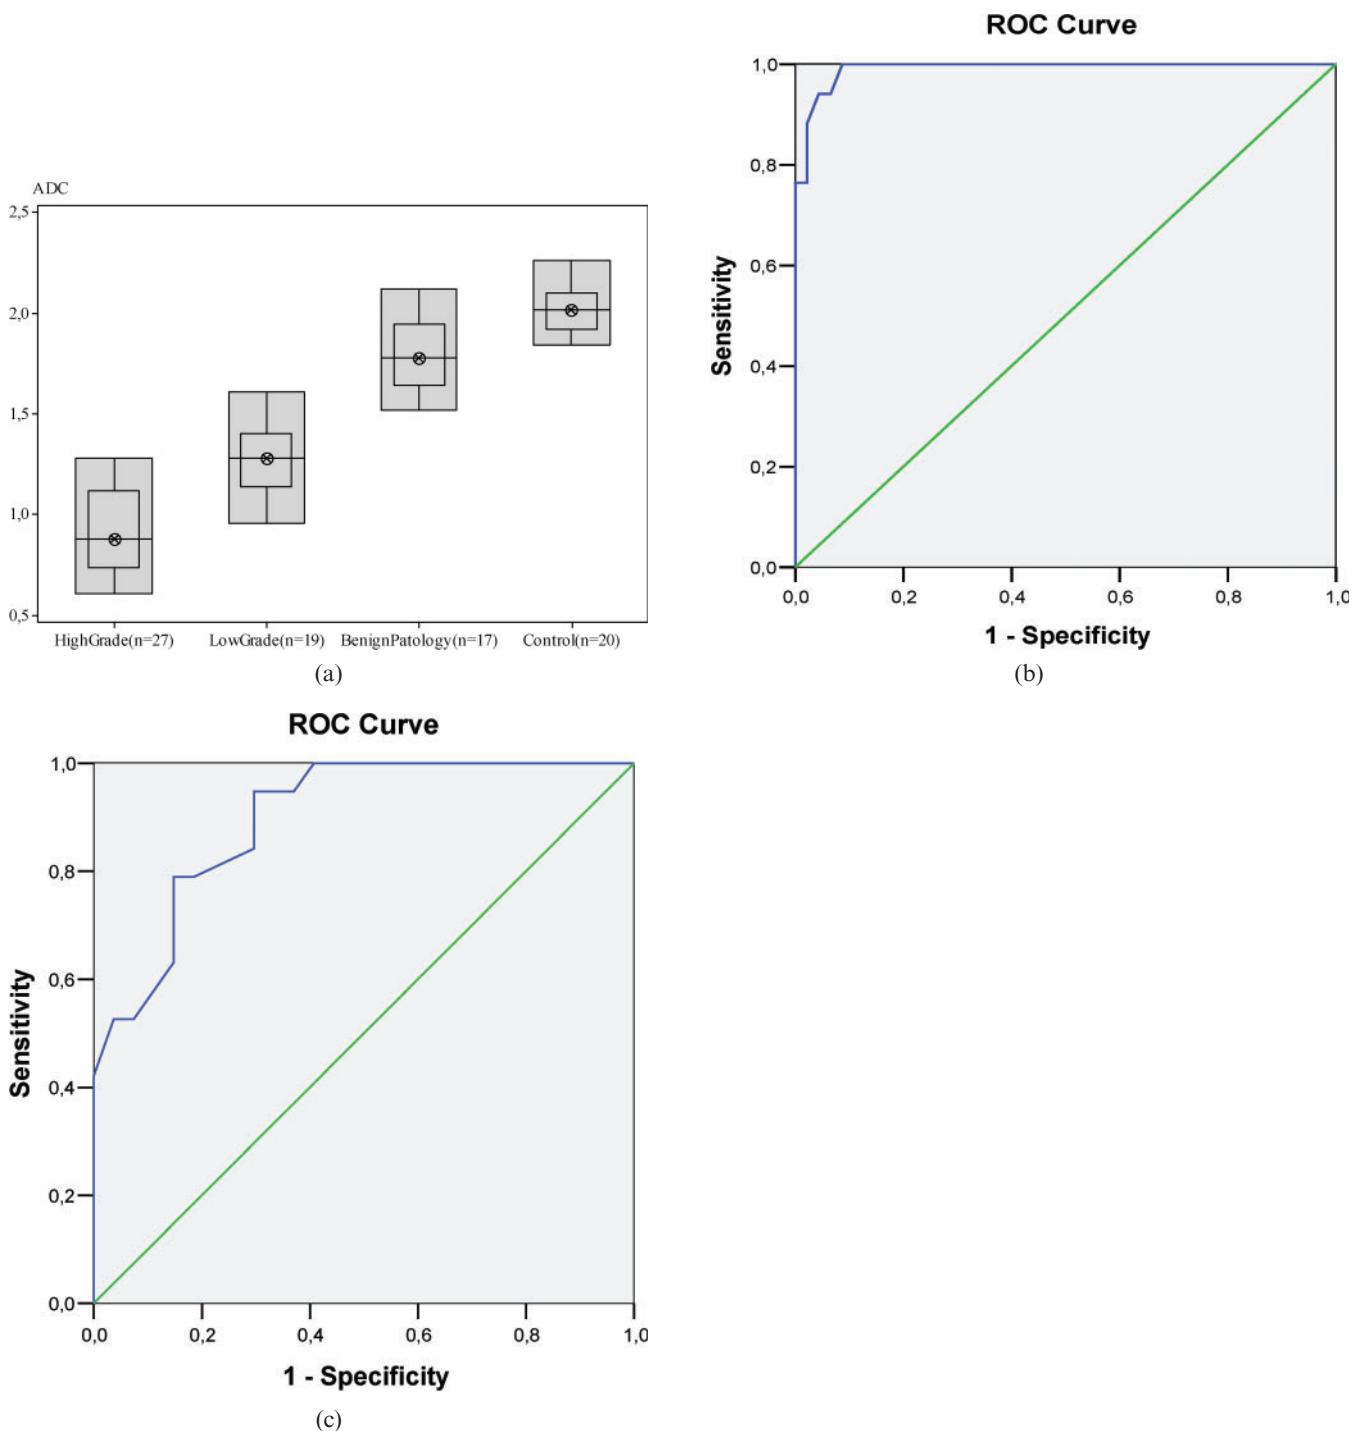 ADC
2,5
2,0
1,5
1,0
0,5
HighGrade(n=27) LowGrade(n=19) BenignPatology(n=17) Control(n=20)
(a)
ROC Curve
1,0
0,8
0,6
0,4
0,2
0,0
Sensitivity
0,0 0,2 0,4 0,6 0,8 1,0
1 - Specificity
(b)
ROC Curve
1,0
0,8
0,6
0,4
0,2
0,0
Sensitivity
0,0 0,2 0,4 0,6 0,8 1,0
1 - Specificity
(c)